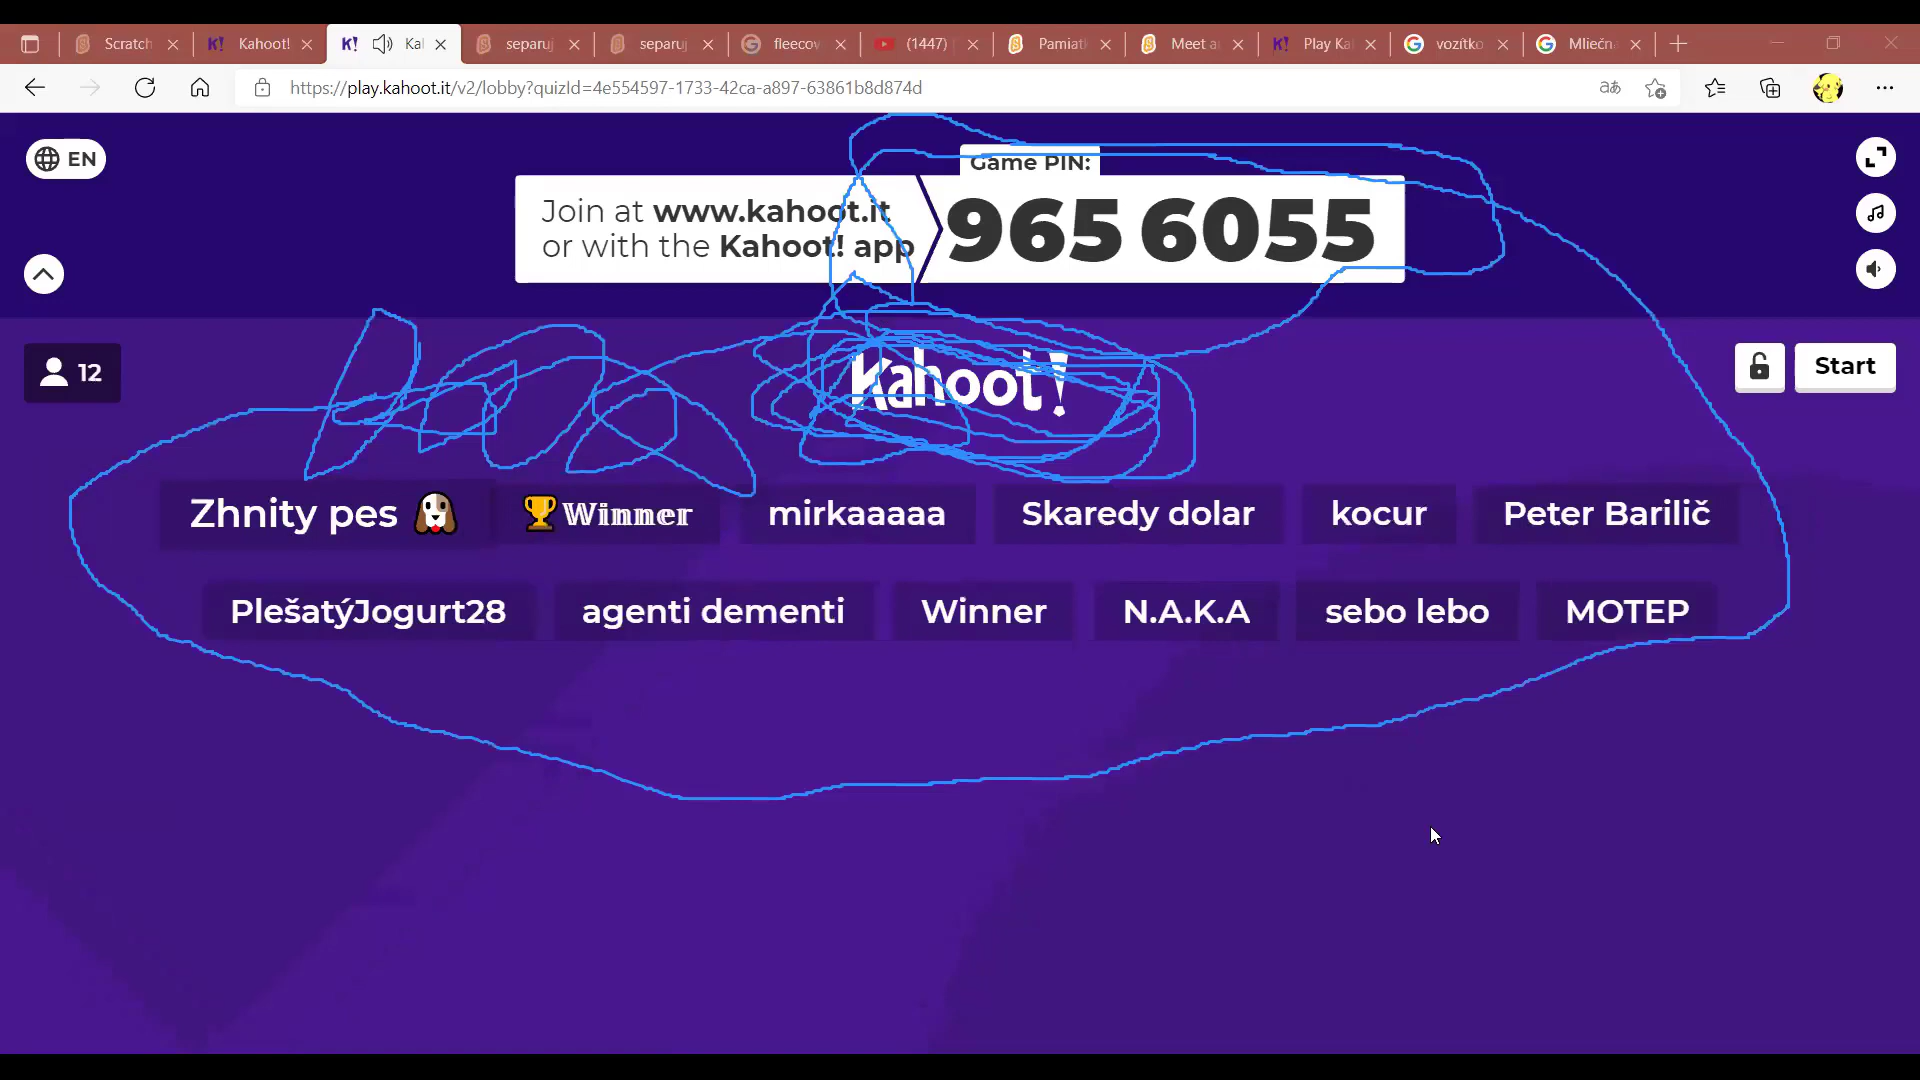 Scratch
Kahoot!
Kal
separuj
separuj
fleecov
(1447)
Pamiat
Meet a
Play Ka
vozítko
Mliečn
https://play.kahoot.it/v2/lobby?quizId=4e554597-1733-42ca-a897-63861b8d874d
EN
Game PIN:
Join at www.kahoot.it
or with the Kahoot! app
965 6055
12
Kahoot!
Start
Zhnity pes
Winner
mirkaaaaa
Skaredy dolar
kocur
Peter Barilič
PlešatýJogurt28
agenti dementi
Winner
N.A.K.A
sebo lebo
MOTEP